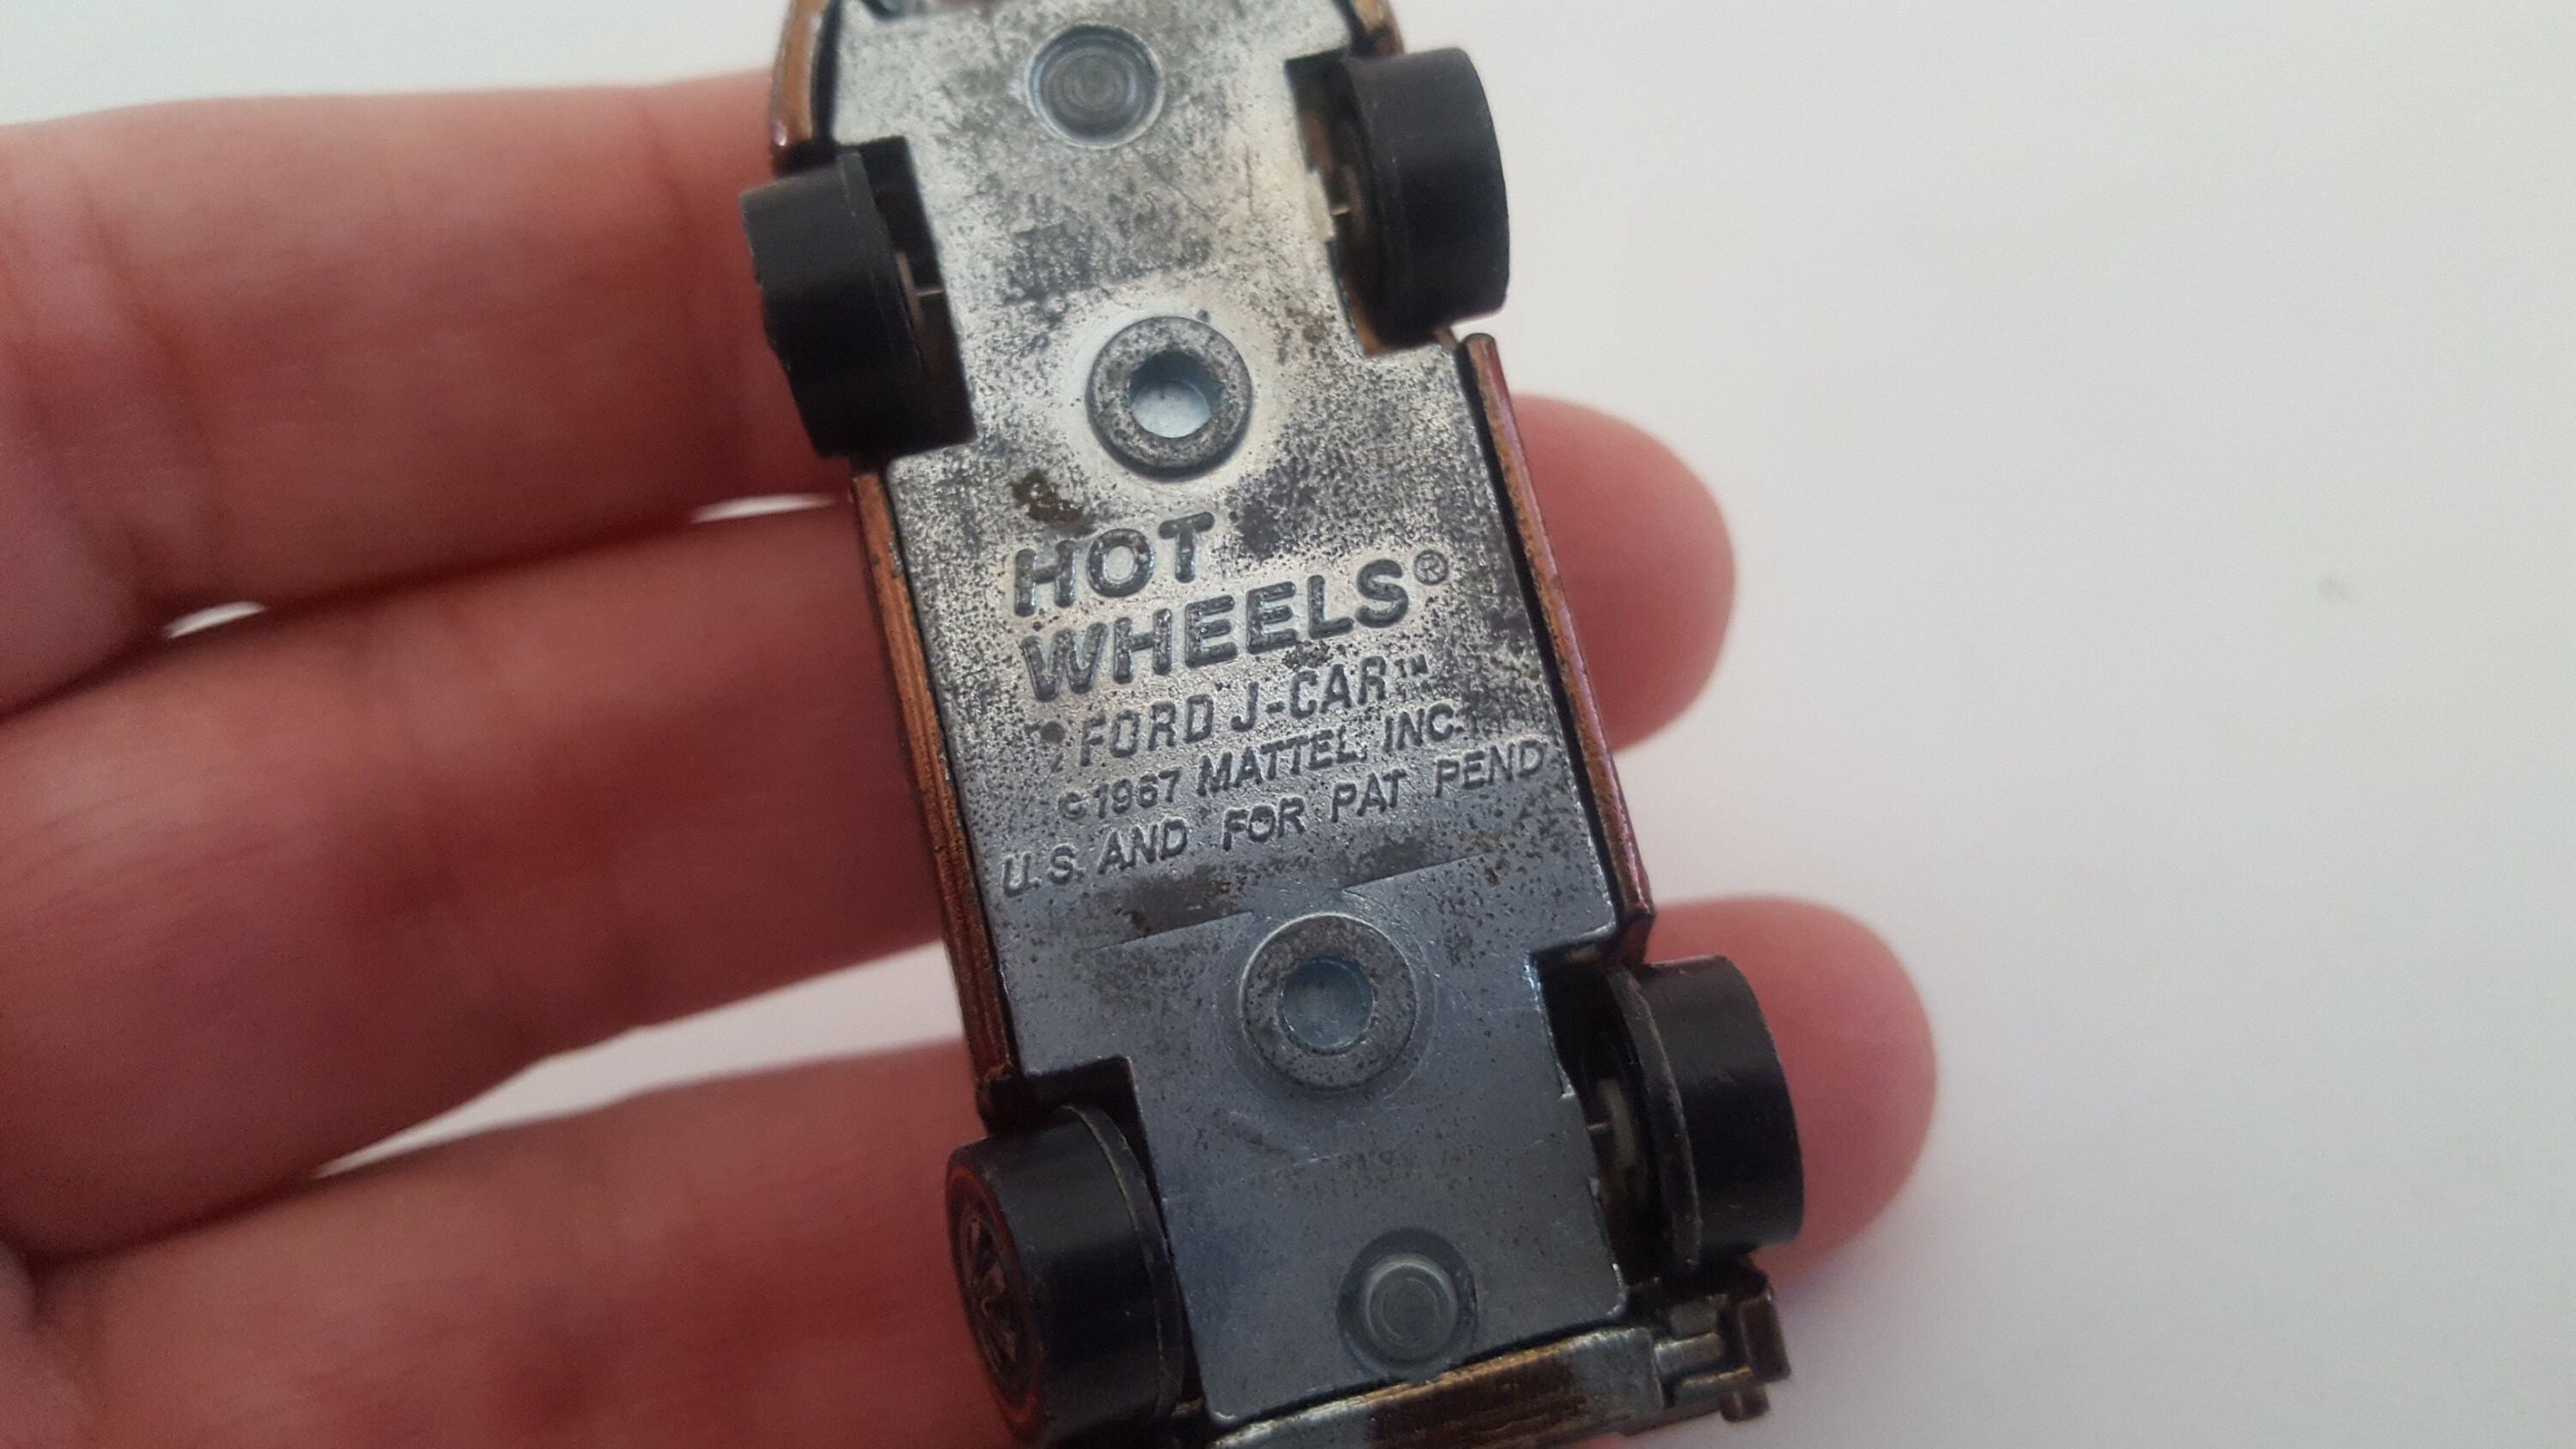 HOT
WHEELS®
FORD J-CAR™
©1967 MATTEL, INC.
U.S. AND FOR PAT PEND